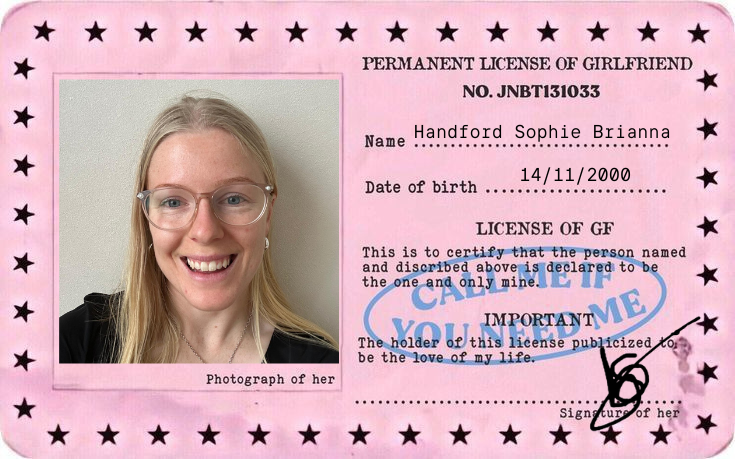 PERMANENT LICENSE OF GIRLFRIEND
NO. JNBT131033
Name Handford Sophie Brianna
Date of birth 14/11/2000
LICENSE OF GF
This is to certify that the person named
and discribed above is declared to be
the one and only mine.
CALL ME IF
YOU NEED ME
IMPORTANT
The holder of this license publicized to
be the love of my life.
Photograph of her
Signature of her